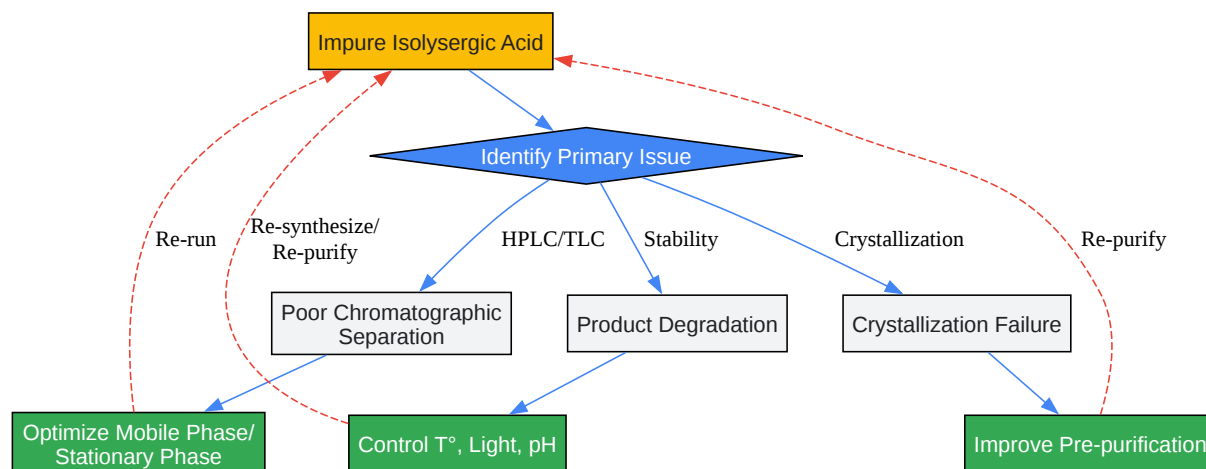 Impure Isolysergic Acid
Identify Primary Issue
Re-run
Re-synthesize/
Re-purify
HPLC/TLC
Stability
Crystallization
Re-purify
Poor Chromatographic
Separation
Product Degradation
Crystallization Failure
Optimize Mobile Phase/
Stationary Phase
Control T°, Light, pH
Improve Pre-purification